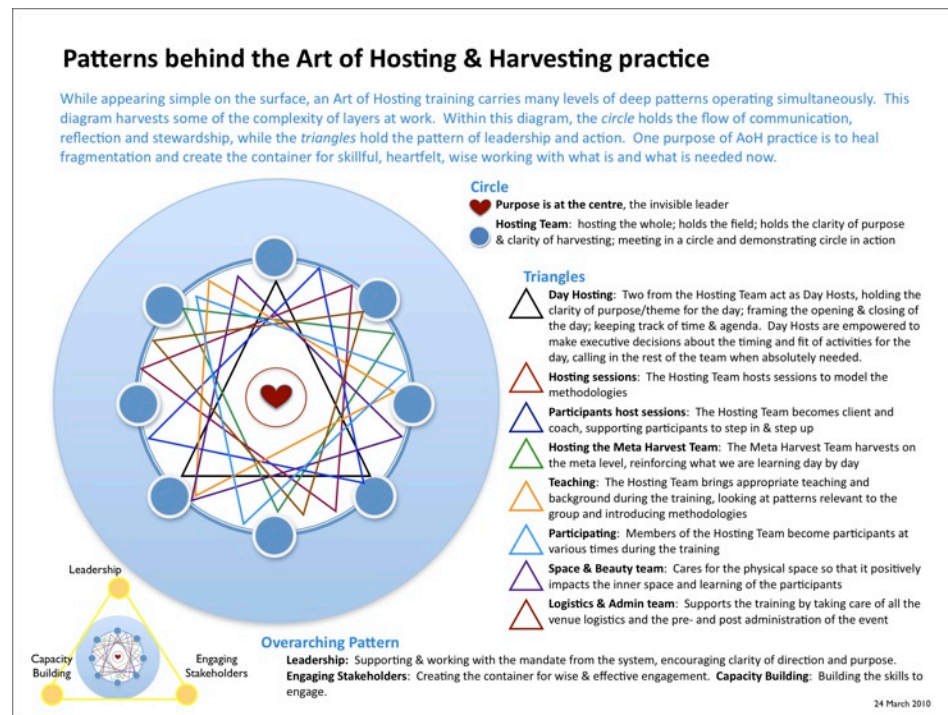 Patterns behind the Art of Hosting & Harvesting practice
While appearing simple on the surface, an Art of Hosting training carries many levels of deep patterns operating simultaneously. This
diagram harvests some of the complexity of layers at work. Within this diagram, the circle holds the flow of communication,
reflection and stewardship, while the triangles hold the pattern of leadership and action. One purpose of AoH practice is to heal
fragmentation and create the container for skillful, heartfelt, wise working with what is and what is needed now.
Circle
Purpose is at the centre, the invisible leader
Hosting Team: hosting the whole; holds the field; holds the clarity of purpose
& clarity of harvesting; meeting in a circle and demonstrating circle in action
Triangles
Day Hosting: Two from the Hosting Team act as Day Hosts, holding the
clarity of purpose/theme for the day; framing the opening & closing of
the day; keeping track of time & agenda. Day Hosts are empowered to
make executive decisions about the timing and fit of activities for the
day, calling in the rest of the team when absolutely needed.
Hosting sessions: The Hosting Team hosts sessions to model the
methodologies
Participants host sessions: The Hosting Team becomes client and
coach, supporting participants to step in & step up
Hosting the Meta Harvest Team: The Meta Harvest Team harvests on
the meta level, reinforcing what we are learning day by day
Teaching: The Hosting Team brings appropriate teaching and
background during the training, looking at patterns relevant to the
group and introducing methodologies
Participating: Members of the Hosting Team become participants at
various times during the training
Space & Beauty team: Cares for the physical space so that it positively
impacts the inner space and learning of the participants
Logistics & Admin team: Supports the training by taking care of all the
venue logistics and the pre- and post administration of the event
Leadership
Capacity
Building
Engaging
Stakeholders
Overarching Pattern
Leadership: Supporting & working with the mandate from the system, encouraging clarity of direction and purpose.
Engaging Stakeholders: Creating the container for wise & effective engagement. Capacity Building: Building the skills to
engage.
24 March 2010